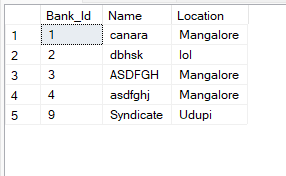 Bank_Id Name Location
1 1 canara Mangalore
2 2 dbhsk lol
3 3 ASDFGH Mangalore
4 4 asdfghj Mangalore
5 9 Syndicate Udupi